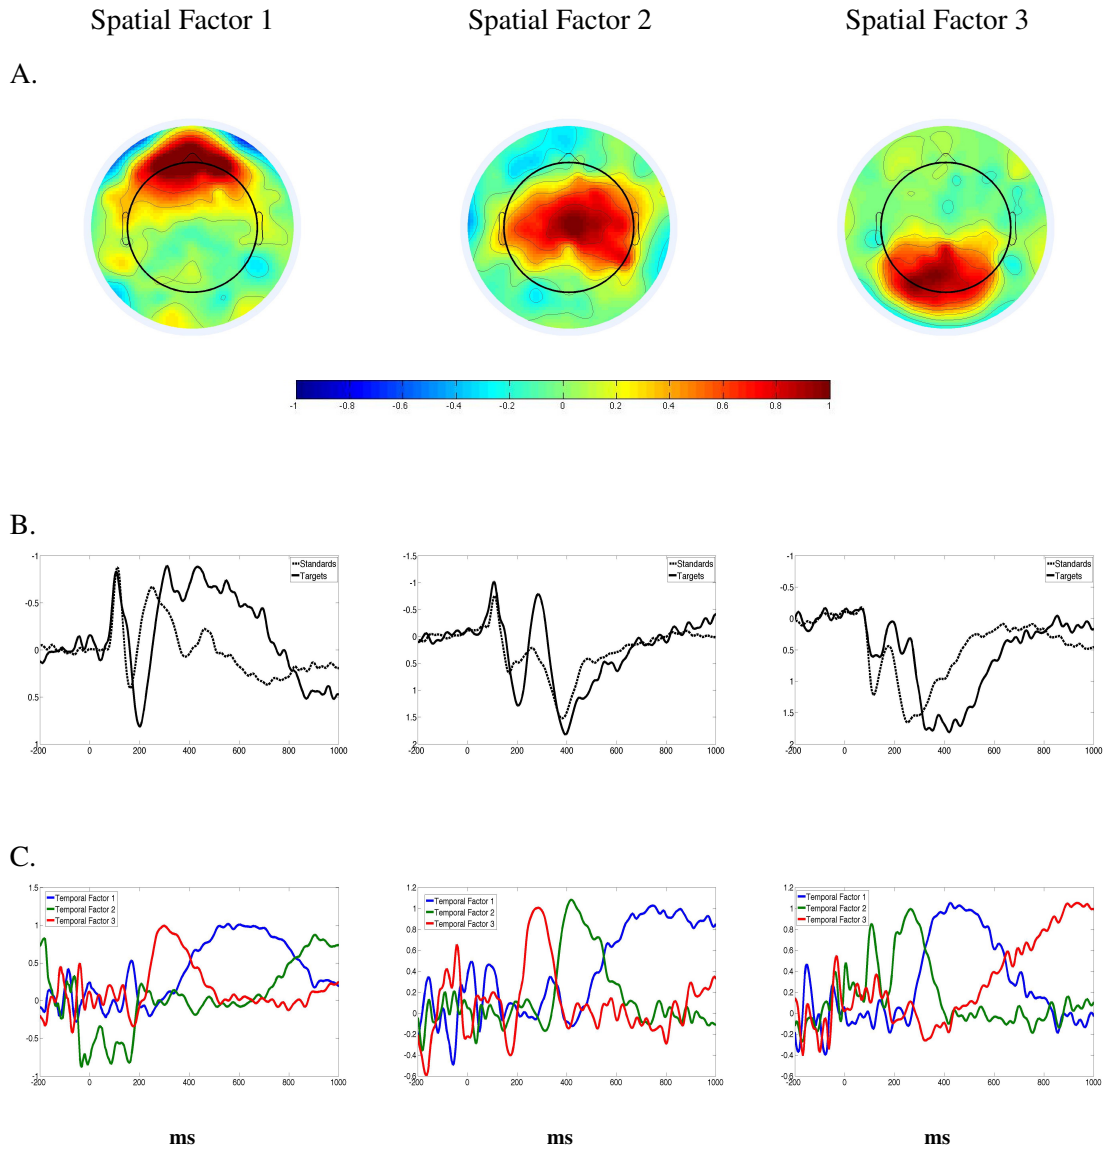 Spatial Factor 1
Spatial Factor 2
Spatial Factor 3
A.
-1 -0.8 -0.6 -0.4 -0.2 0 0.2 0.4 0.6 0.8 1
B.
-1
-0.5
0
0.5
1
-200 0 200 400 600 800 1000
Standards
Targets
-1.5
-1
-0.5
0
0.5
1
1.5
2
-200 0 200 400 600 800 1000
Standards
Targets
-1
-0.5
0
0.5
1
1.5
2
-200 0 200 400 600 800 1000
Standards
Targets
C.
1.5
1
0.5
0
-0.5
-1
-200 0 200 400 600 800 1000
Temporal Factor 1
Temporal Factor 2
Temporal Factor 3
1.2
1
0.8
0.6
0.4
0.2
0
-0.2
-0.4
-0.6
-200 0 200 400 600 800 1000
Temporal Factor 1
Temporal Factor 2
Temporal Factor 3
1.2
1
0.8
0.6
0.4
0.2
0
-0.2
-0.4
-0.6
-200 0 200 400 600 800 1000
Temporal Factor 1
Temporal Factor 2
Temporal Factor 3
ms
ms
ms